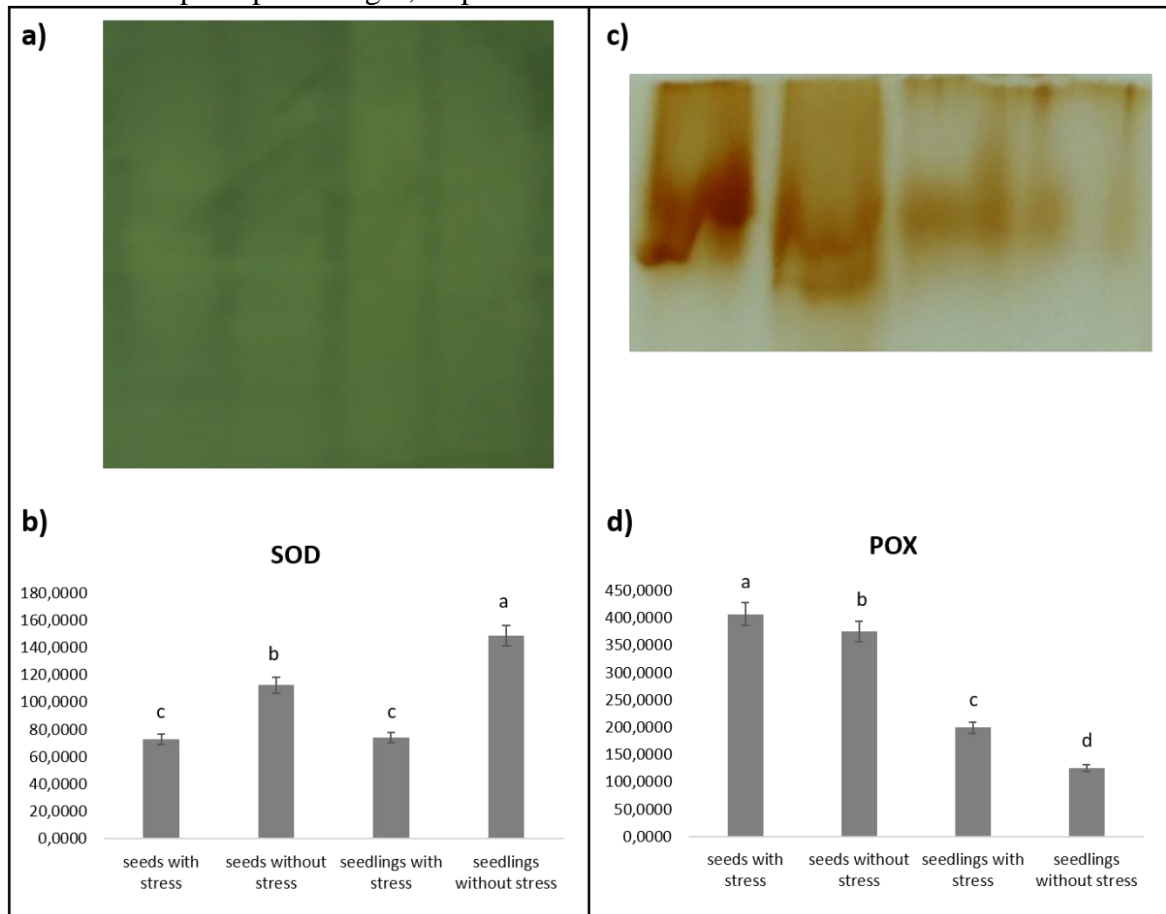 a)
b)
SOD
180,0000
160,0000
140,0000
120,0000
100,0000
80,0000
60,0000
40,0000
20,0000
0,0000
c
b
c
a
seeds with
stress
seeds without
stress
seedlings with
stress
seedlings
without stress
c)
d)
POX
450,0000
400,0000
350,0000
300,0000
250,0000
200,0000
150,0000
100,0000
50,0000
0,0000
a
b
c
d
seeds with
stress
seeds without
stress
seedlings with
stress
seedlings
without stress